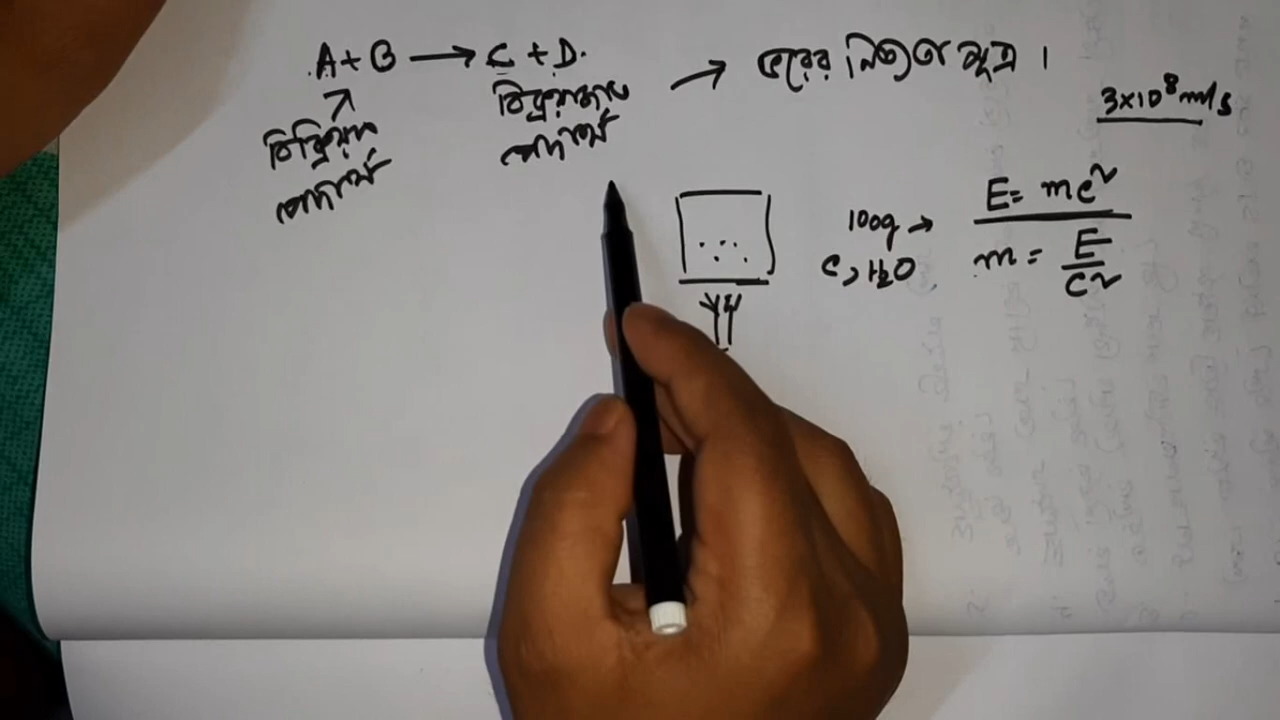 A + B → C + D. → ভরের নিত্যতা সূত্র ।
বিক্রিয়ক
পদার্থ
বিক্রিয়াজাত
পদার্থ
3×10⁸ m/s
100g →
C, H₂O
E = mc²
m = E/c²